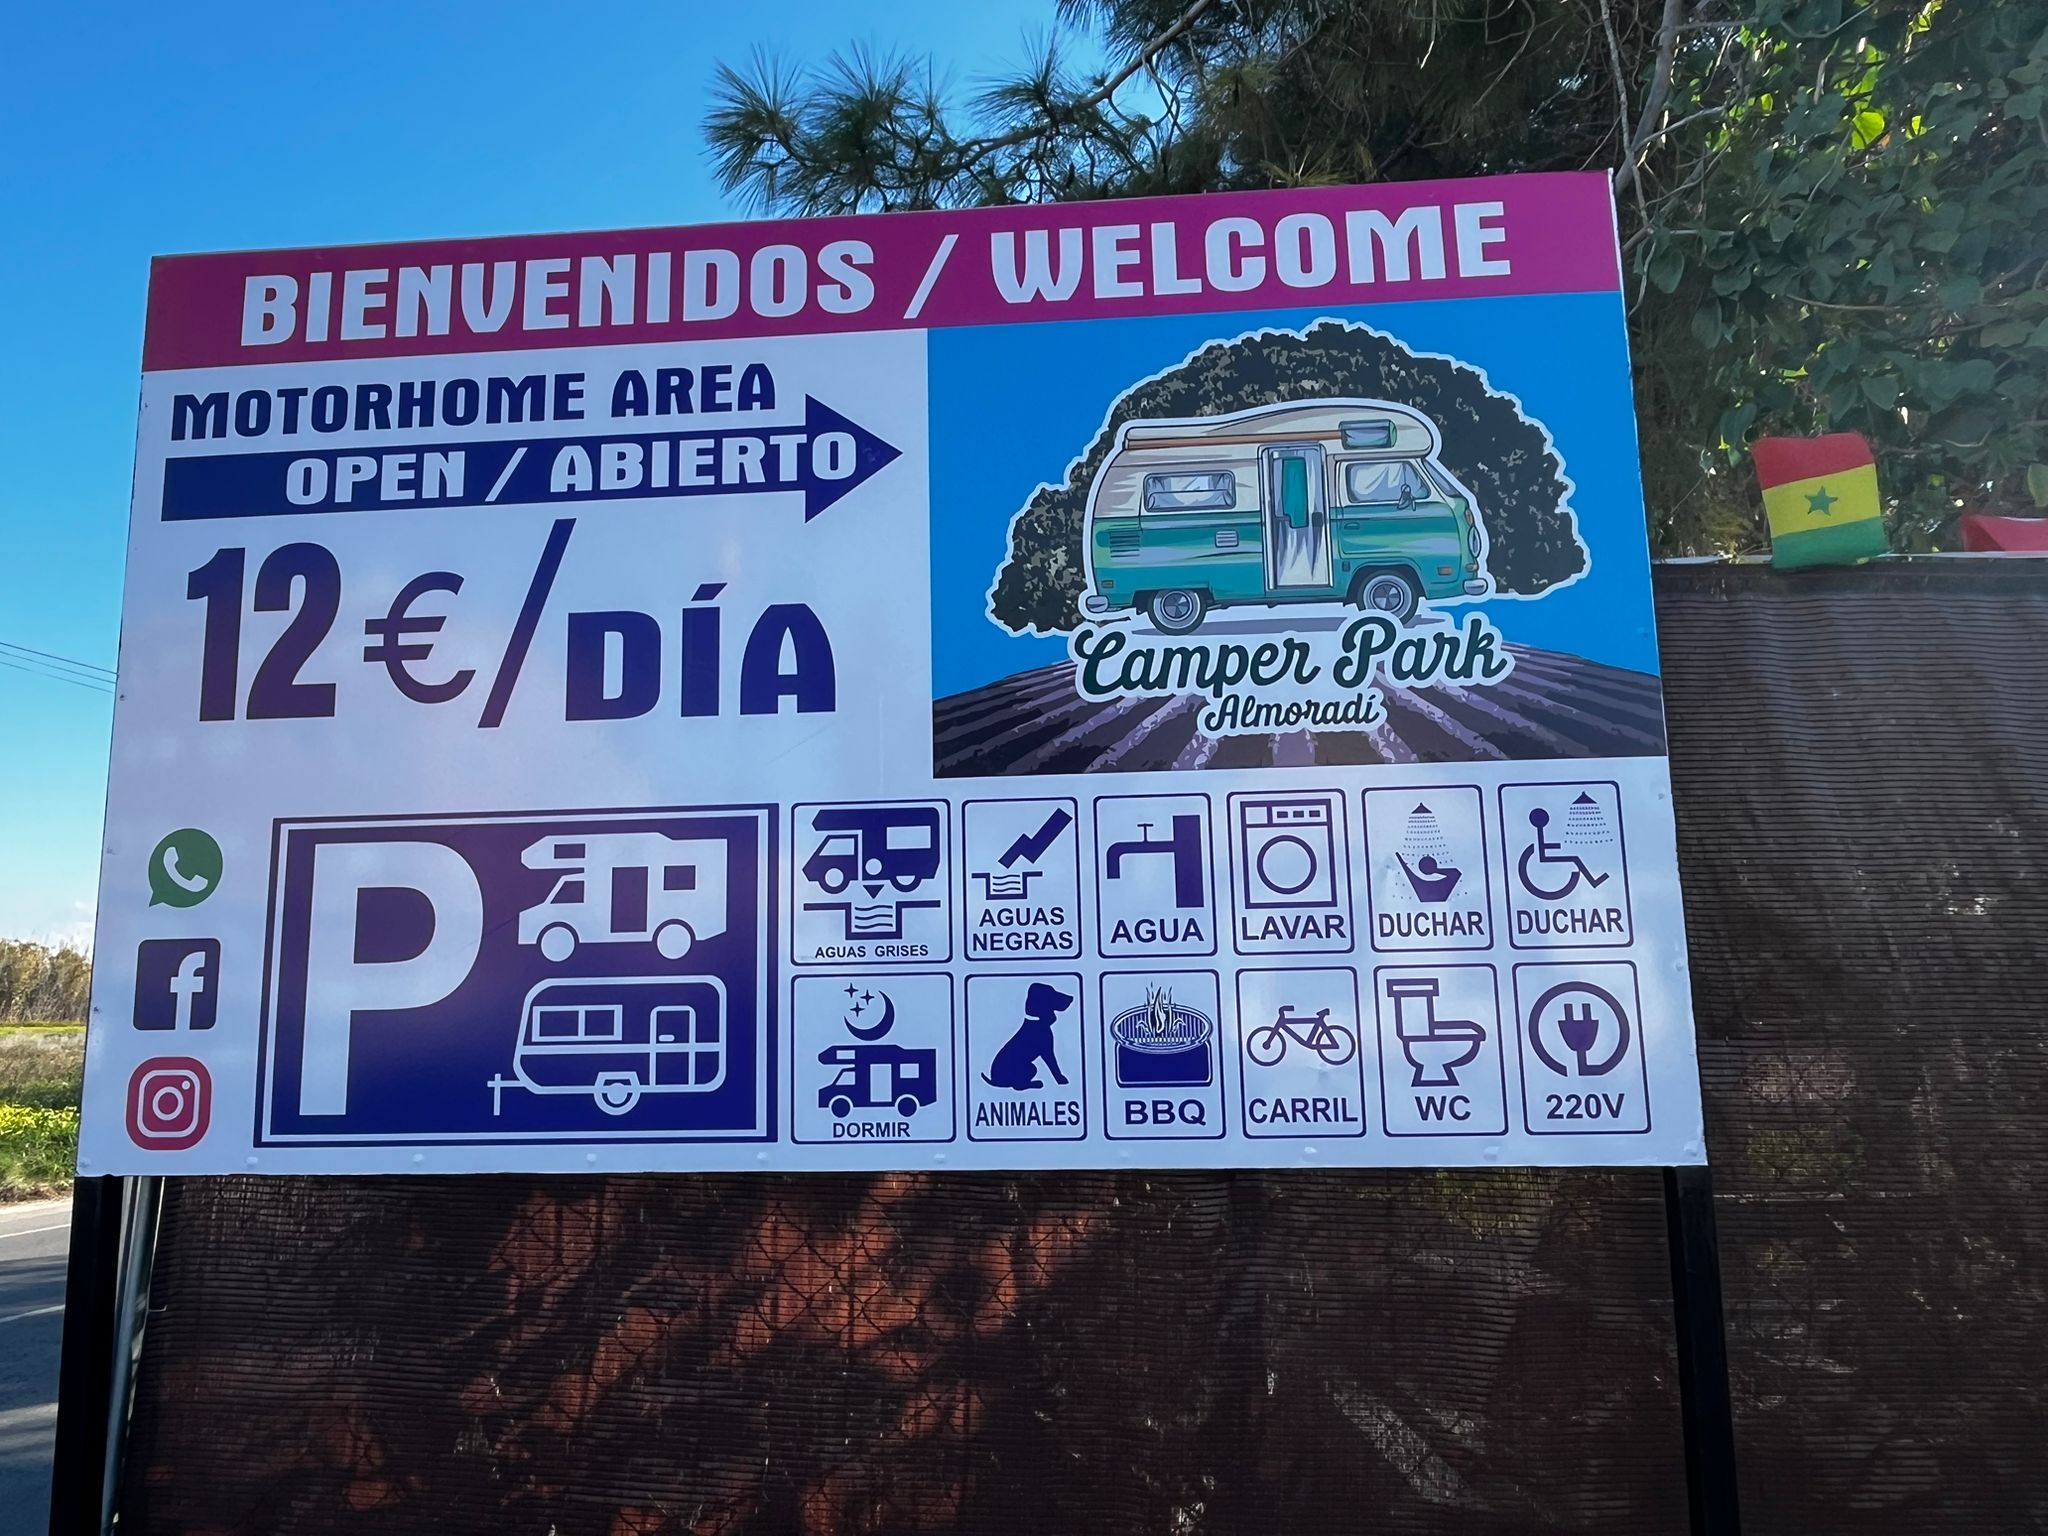 BIENVENIDOS / WELCOME
MOTORHOME AREA
OPEN / ABIERTO
12 €/DÍA
Camper Park
Almoradí
P
AGUAS GRISES
AGUAS
NEGRAS
AGUA
LAVAR
DUCHAR
DUCHAR
DORMIR
ANIMALES
BBQ
CARRIL
WC
220V